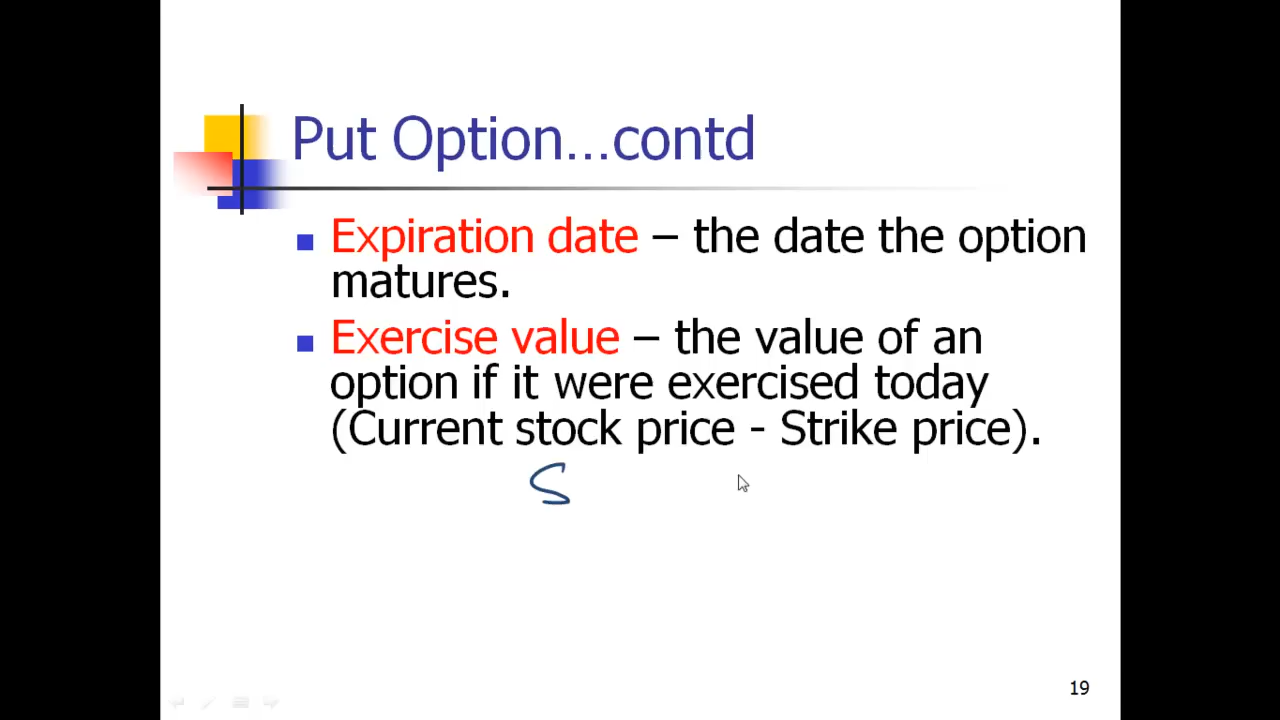 Put Option…contd
Expiration date – the date the option
matures.
Exercise value – the value of an
option if it were exercised today
(Current stock price - Strike price).
S
19